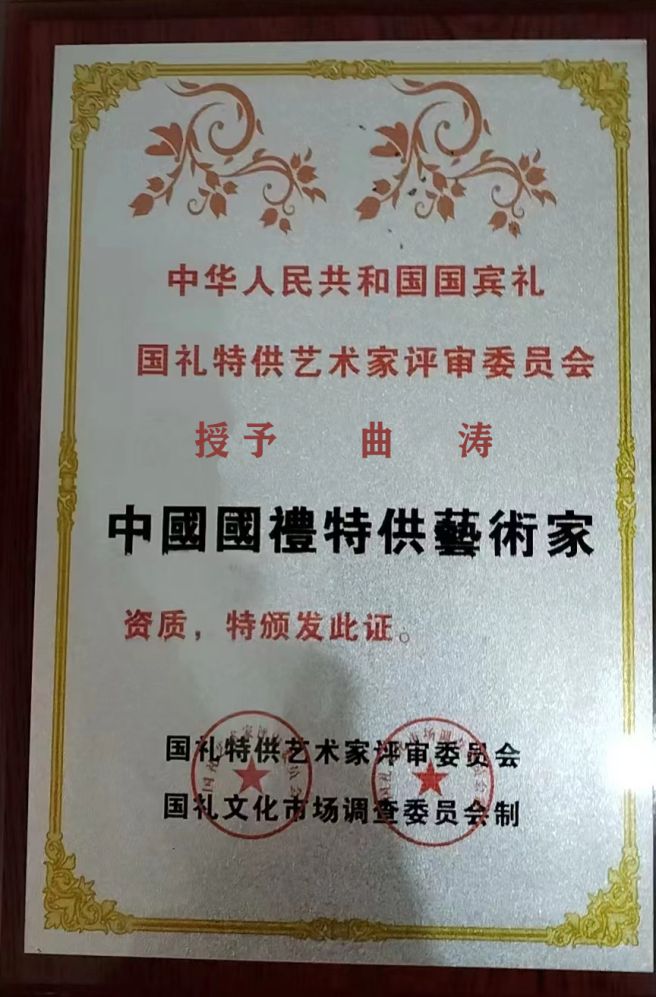 中华人民共和国国宾礼
国礼特供艺术家评审委员会
授予 曲 涛
中國國禮特供藝術家
资质，特颁发此证。
国礼特供艺术家评审委员会
国礼文化市场调查委员会制